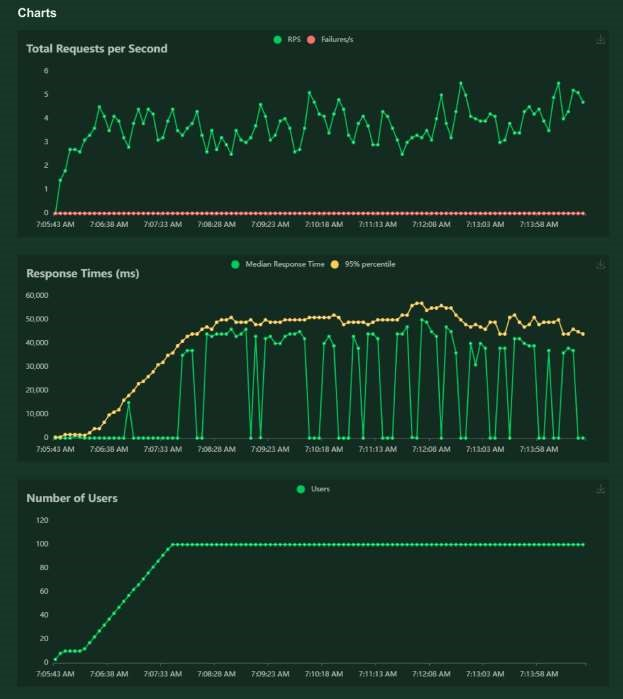 Charts
RPS Failures/s
Total Requests per Second
6
5
4
3
2
1
0
7:05:43 AM 7:06:38 AM 7:07:33 AM 7:08:28 AM 7:09:23 AM 7:10:18 AM 7:11:13 AM 7:12:08 AM 7:13:03 AM 7:13:58 AM
Median Response Time 95% percentile
Response Times (ms)
60,000
50,000
40,000
30,000
20,000
10,000
0
7:05:43 AM 7:06:38 AM 7:07:33 AM 7:08:28 AM 7:09:23 AM 7:10:18 AM 7:11:13 AM 7:12:08 AM 7:13:03 AM 7:13:58 AM
Users
Number of Users
120
100
80
60
40
20
0
7:05:43 AM 7:06:38 AM 7:07:33 AM 7:08:28 AM 7:09:23 AM 7:10:18 AM 7:11:13 AM 7:12:08 AM 7:13:03 AM 7:13:58 AM